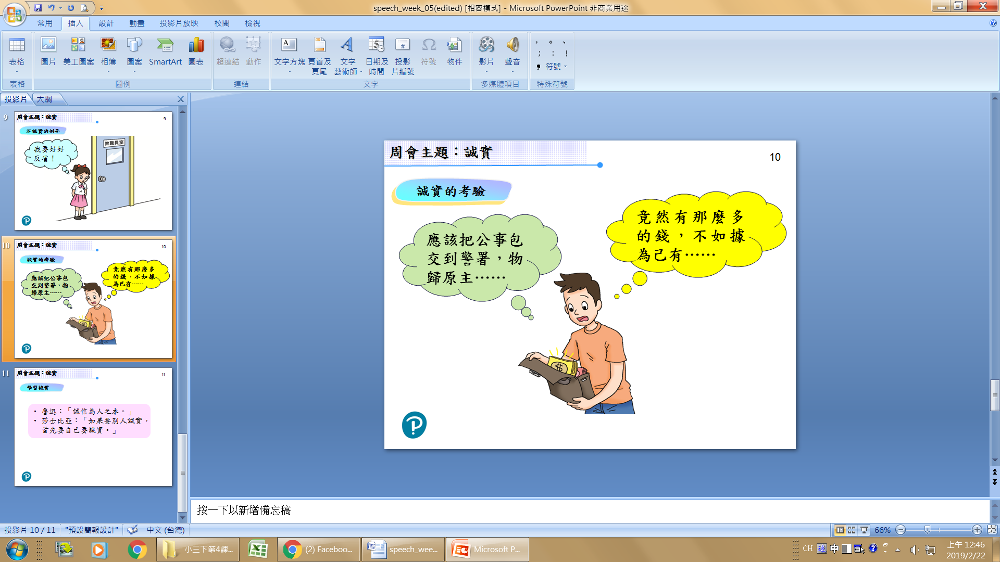 speech_week_05(edited) [相容模式] - Microsoft PowerPoint 非商業用途
常用 插入 設計 動畫 投影片放映 校閱 檢視
表格 圖片 美工圖案 相簿 圖案 SmartArt 圖表 超連結 動作 文字方塊 頁首及頁尾 文字藝術師 日期及時間 投影片編號 符號 物件 影片 聲音 符號
表格 圖例 連結 文字 多媒體項目 特殊符號
投影片 大綱
9
周會主題：誠實
9
不誠實的例子
我要好好
反省！
教職員室
10
周會主題：誠實
10
誠實的考驗
應該把公事包
交到警署，物
歸原主……
竟然有那麼多
的錢，不如據
為己有……
11
周會主題：誠實
11
學習誠實
• 魯迅：「誠信為人之本。」
• 莎士比亞：「如果要別人誠實，
首先要自己要誠實。」
周會主題：誠實
10
誠實的考驗
應該把公事包
交到警署，物
歸原主……
竟然有那麼多
的錢，不如據
為己有……
按一下以新增備忘稿
投影片 10 / 11 "預設簡報設計" 中文 (台灣) 66%
小三下第4課... (2) Faceboo... speech_wee... Microsoft P... CH 中 上午 12:46
2019/2/22